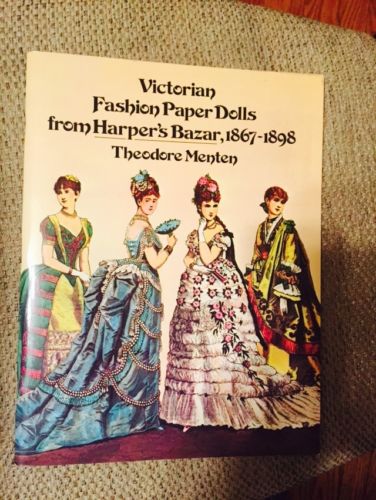 Victorian
Fashion Paper Dolls
from Harper's Bazar, 1867-1898
Theodore Menten